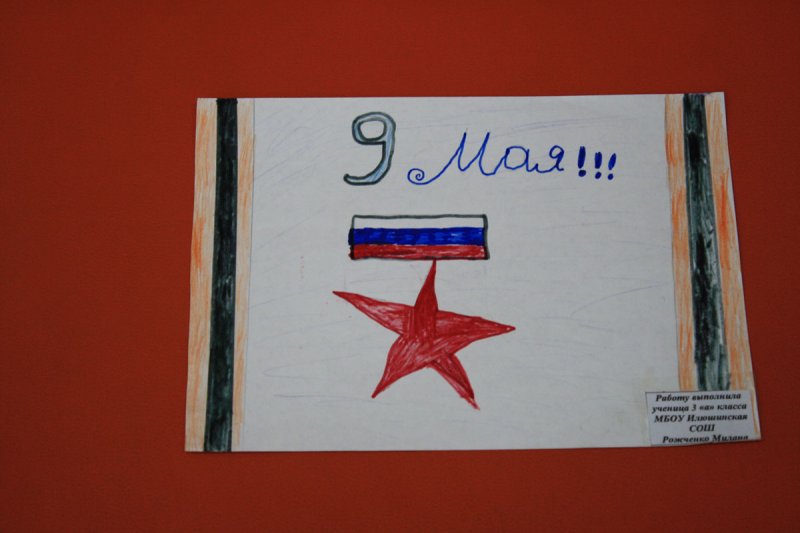 9 Мая!!!
Работу выполнила
ученица 3 «а» класса
МБОУ Илюшинская
СОШ
Рожченко Милана